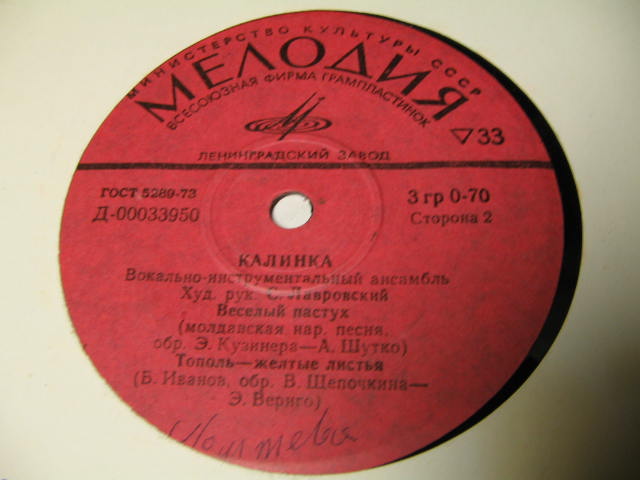 МИНИСТЕРСТВО КУЛЬТУРЫ СССР
МЕЛОДИЯ
ВСЕСОЮЗНАЯ ФИРМА ГРАМПЛАСТИНОК
▽33
ЛЕНИНГРАДСКИЙ ЗАВОД
ГОСТ 5289-73
3 гр 0-70
Д-00033950
Сторона 2
КАЛИНКА
Вокально-инструментальный ансамбль
Худ. рук. С. Лавровский
Веселый пастух
(молдавская нар. песня,
обр. Э. Кузинера—А. Шутко)
Тополь—желтые листья
(Б. Иванов, обр. В. Щепочкина—
Э. Вериго)